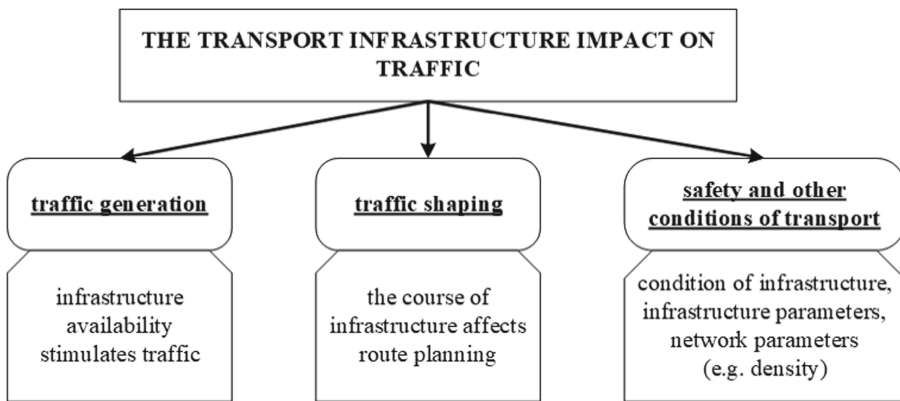 THE TRANSPORT INFRASTRUCTURE IMPACT ON
TRAFFIC
traffic generation
infrastructure
availability
stimulates traffic
traffic shaping
the course of
infrastructure affects
route planning
safety and other
conditions of transport
condition of infrastructure,
infrastructure parameters,
network parameters
(e.g. density)